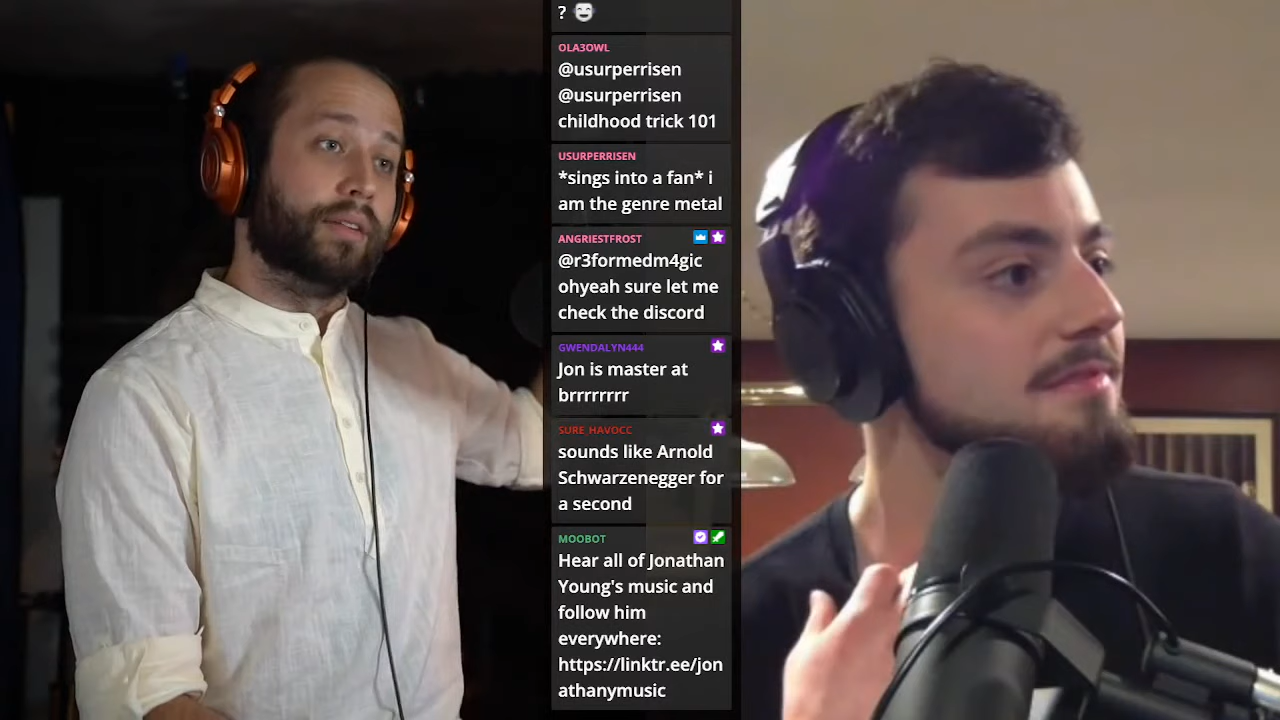 ?
OLA3OWL
@usurperrisen
@usurperrisen
childhood trick 101
USURPERRISEN
*sings into a fan* i
am the genre metal
ANGRIESTFROST
@r3formedm4gic
ohyeah sure let me
check the discord
GWENDALYN444
Jon is master at
brrrrrrrr
SURE_HAVOCC
sounds like Arnold
Schwarzenegger for
a second
MOOBOT
Hear all of Jonathan
Young's music and
follow him
everywhere:
https://linktr.ee/jon
athanymusic